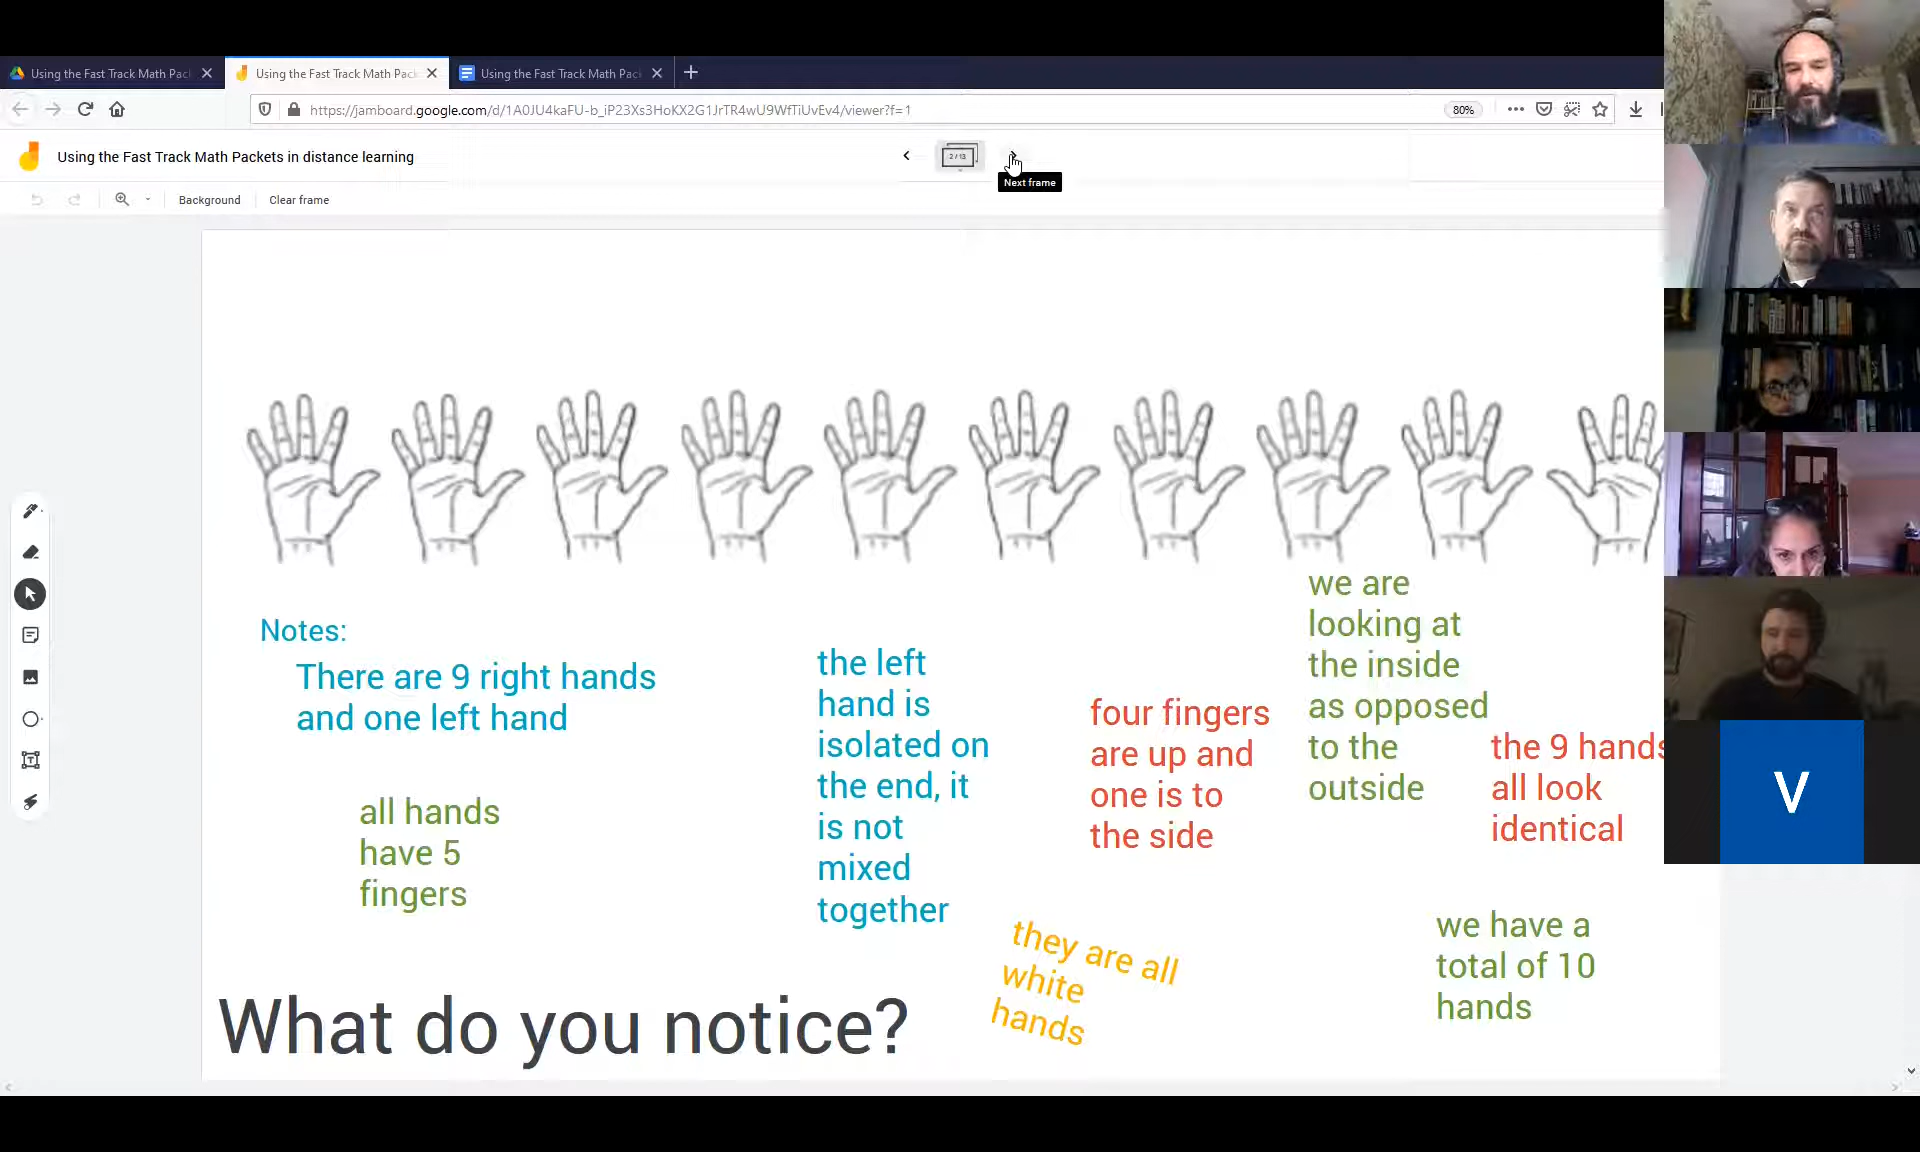 Using the Fast Track Math Pac
Using the Fast Track Math Pack
Using the Fast Track Math Pac
https://jamboard.google.com/d/1A0JU4kaFU-b_iP23Xs3HoKX2G1JrTR4wU9WfTiUvEv4/viewer?f=1
80%
Using the Fast Track Math Packets in distance learning
2 / 13
Next frame
Background
Clear frame
Notes:
There are 9 right hands
and one left hand
all hands
have 5
fingers
the left
hand is
isolated on
the end, it
is not
mixed
together
four fingers
are up and
one is to
the side
we are
looking at
the inside
as opposed
to the
outside
the 9 hands
all look
identical
they are all
white
hands
we have a
total of 10
hands
What do you notice?
V